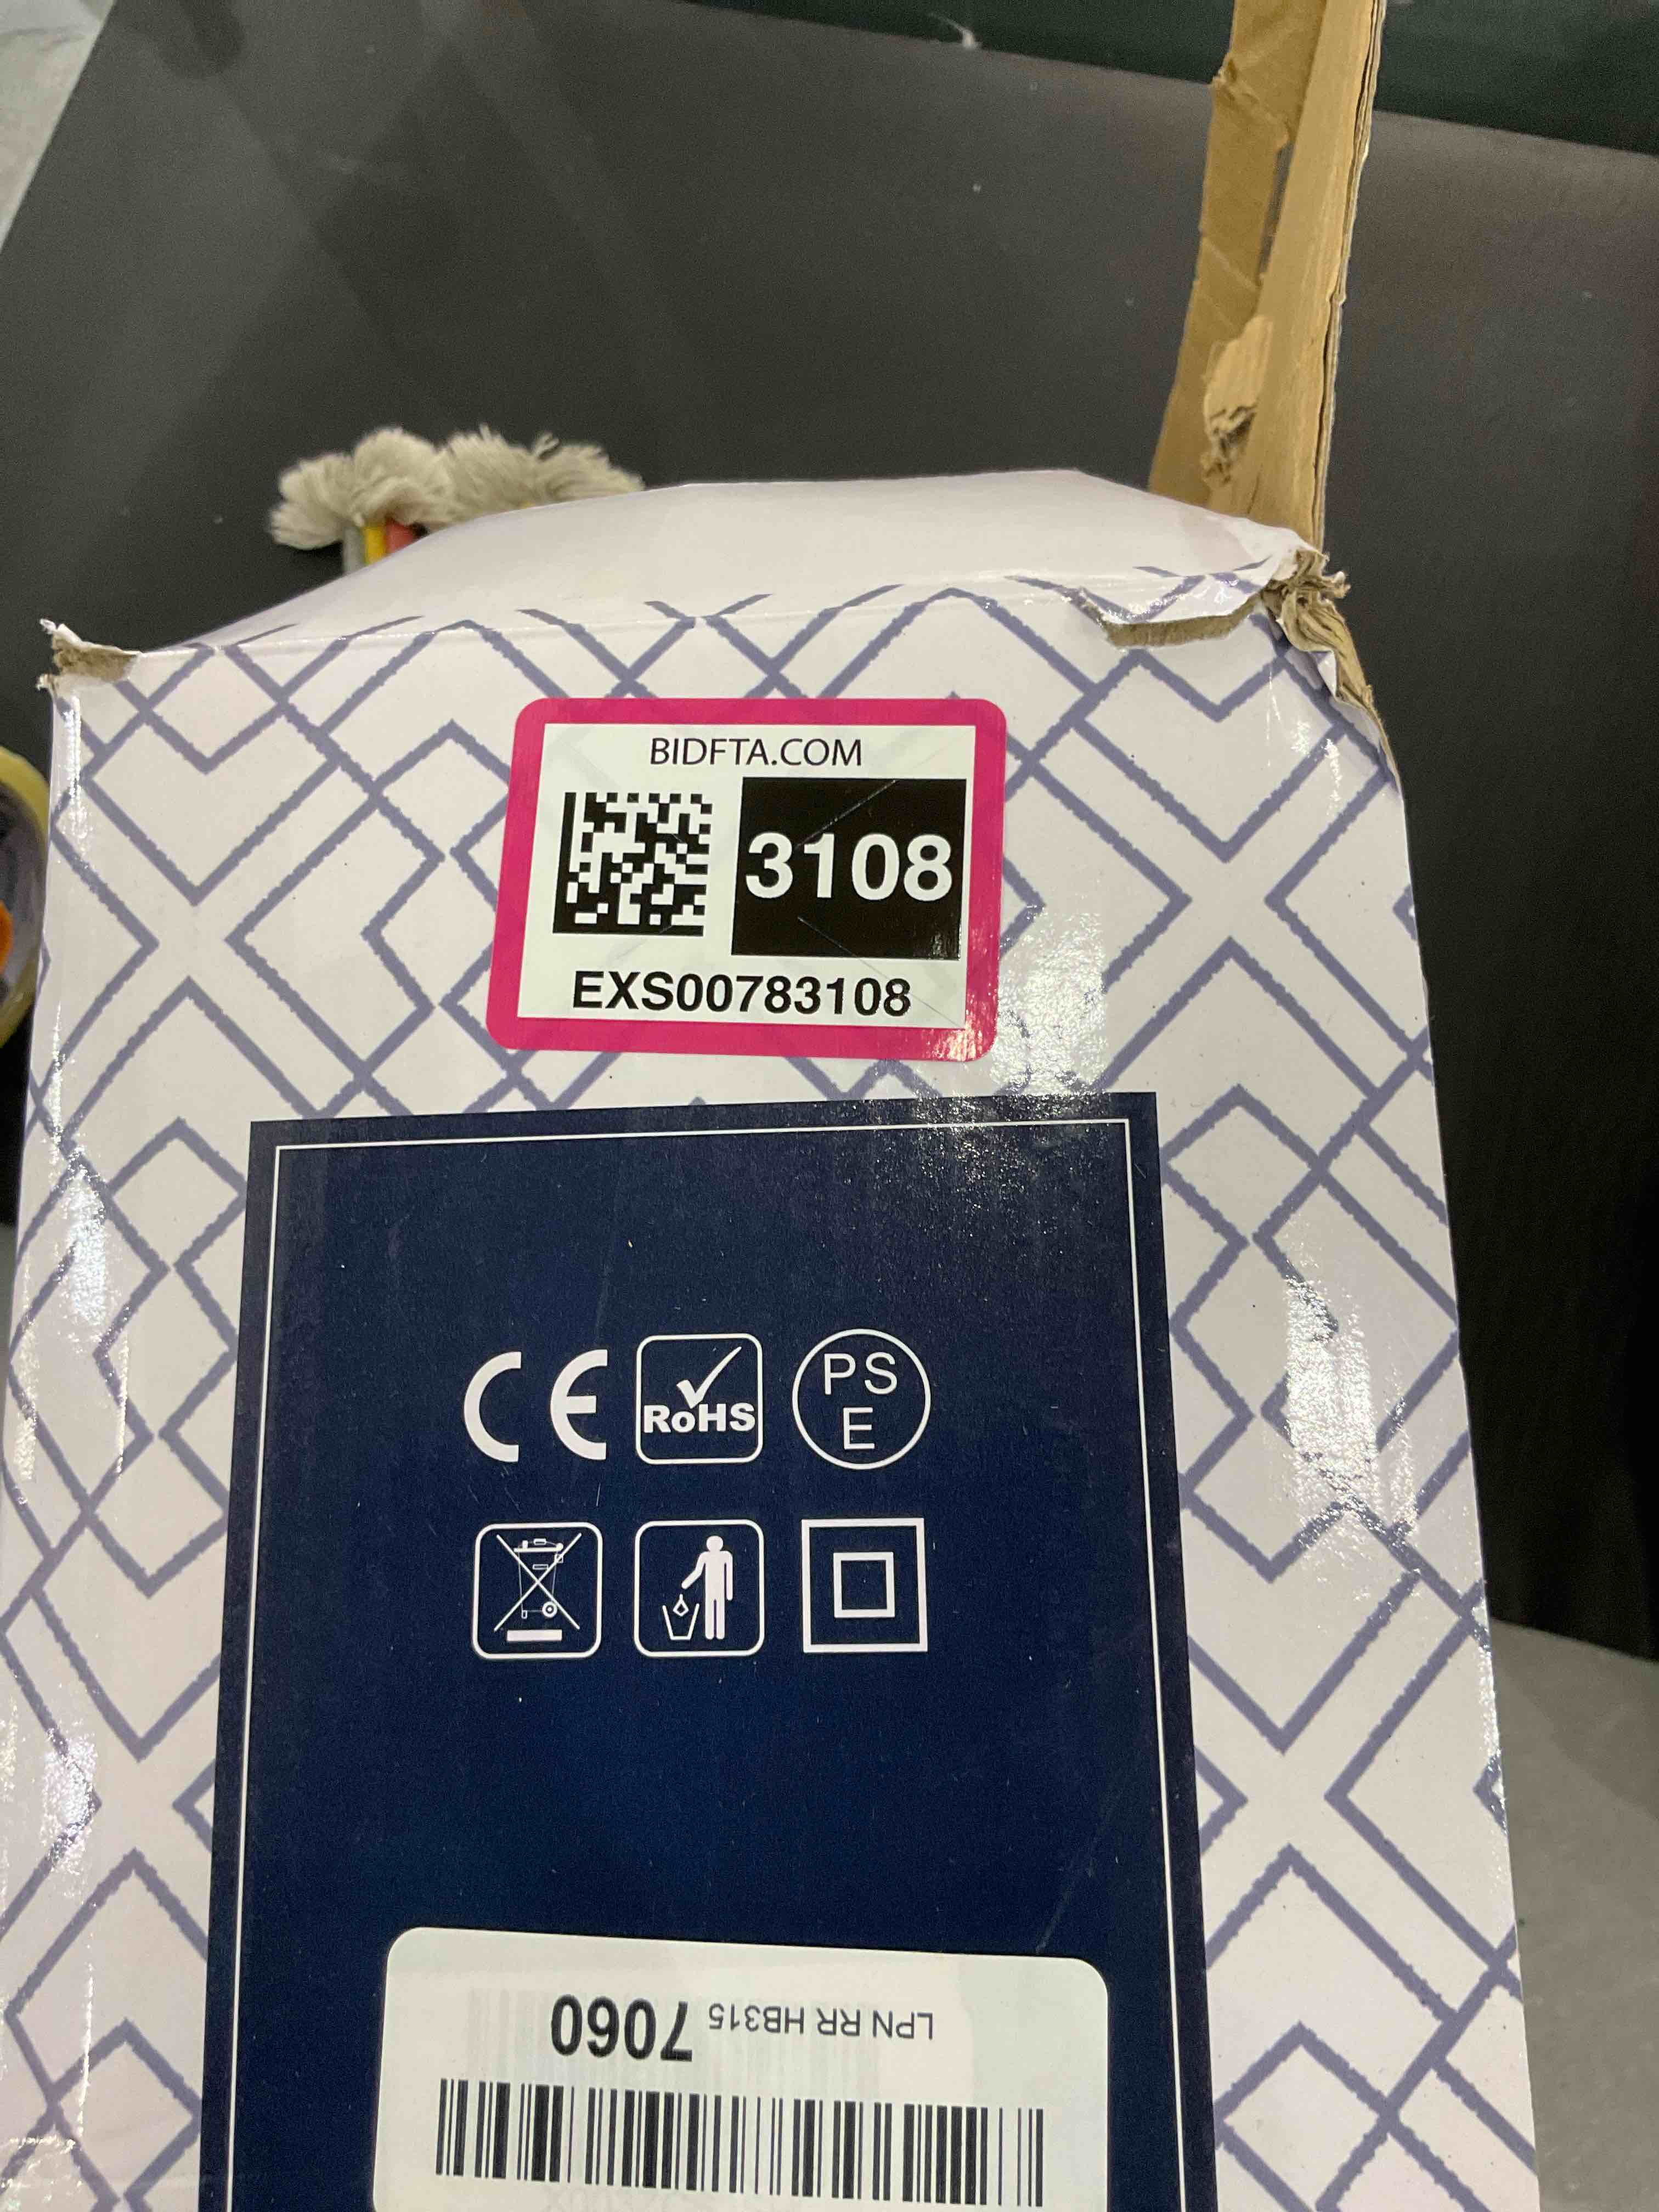 BIDFTA.COM
3108
EXS00783108
CE
RoHS
PS
E
LPN RR HB315 7060